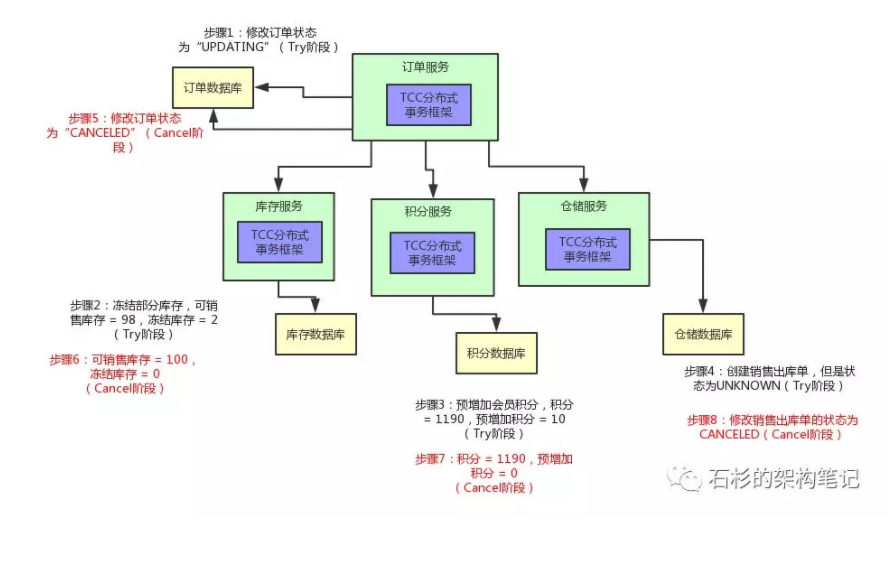 步骤1：修改订单状态
为“UPDATING”（Try阶段）
订单服务
TCC分布式
事务框架
订单数据库
步骤5：修改订单状态
为“CANCELED”（Cancel阶
段）
库存服务
TCC分布式
事务框架
积分服务
TCC分布式
事务框架
仓储服务
TCC分布式
事务框架
步骤2：冻结部分库存，可销
售库存 = 98，冻结库存 = 2
（Try阶段）
库存数据库
积分数据库
仓储数据库
步骤6：可销售库存 = 100，
冻结库存 = 0
（Cancel阶段）
步骤3：预增加会员积分，积分
= 1190，预增加积分 = 10
（Try阶段）
步骤7：积分 = 1190，预增加
积分 = 0
（Cancel阶段）
步骤4：创建销售出库单，但是状
态为UNKNOWN（Try阶段）
步骤8：修改销售出库单的状态为
CANCELED（Cancel阶段）
石杉的架构笔记